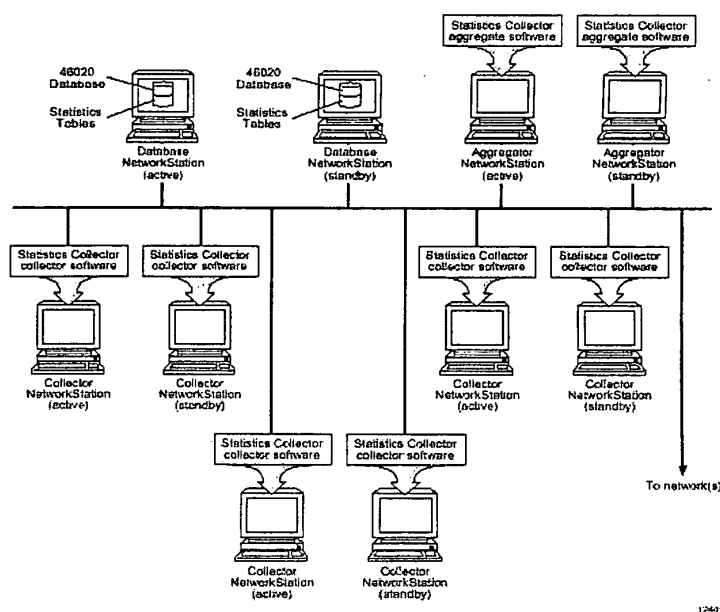 Statistics Collector
aggregate software
Statistics Collector
aggregate software
46020
Database
Statistics
Tables
46020
Database
Statistics
Tables
Database
NetworkStation
(active)
Database
NetworkStation
(standby)
Aggregator
NetworkStation
(active)
Aggregator
NetworkStation
(standby)
Statistics Collector
collector software
Statistics Collector
collector software
Statistics Collector
collector software
Statistics Collector
collector software
Collector
NetworkStation
(active)
Collector
NetworkStation
(standby)
Collector
NetworkStation
(active)
Collector
NetworkStation
(standby)
Statistics Collector
collector software
Statistics Collector
collector software
To network(s)
Collector
NetworkStation
(active)
Collector
NetworkStation
(standby)